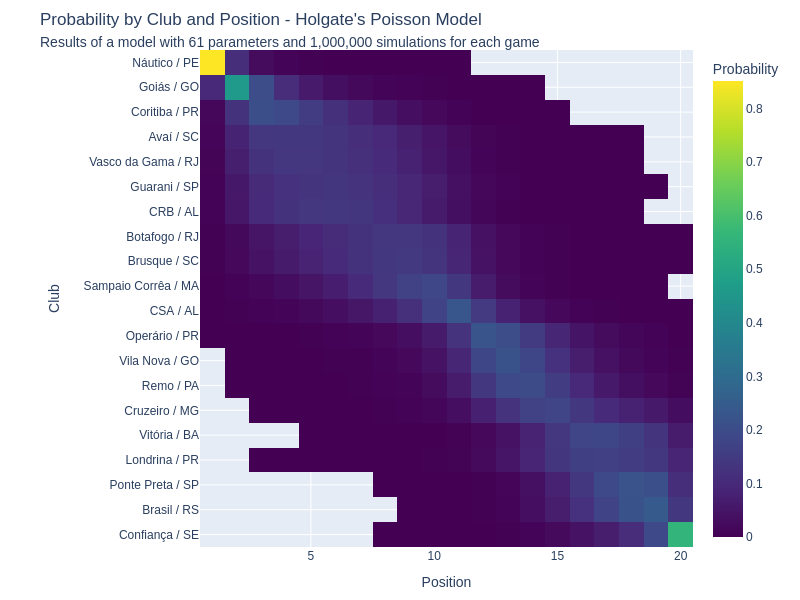 Probability by Club and Position - Holgate's Poisson Model
Results of a model with 61 parameters and 1,000,000 simulations for each game
Probability
Náutico / PE
Goiás / GO
Coritiba / PR
Avaí / SC
Vasco da Gama / RJ
Guarani / SP
CRB / AL
Botafogo / RJ
Brusque / SC
Sampaio Corrêa / MA
CSA / AL
Operário / PR
Vila Nova / GO
Remo / PA
Cruzeiro / MG
Vitória / BA
Londrina / PR
Ponte Preta / SP
Brasil / RS
Confiança / SE
Club
5
10
15
20
Position
0.8
0.7
0.6
0.5
0.4
0.3
0.2
0.1
0